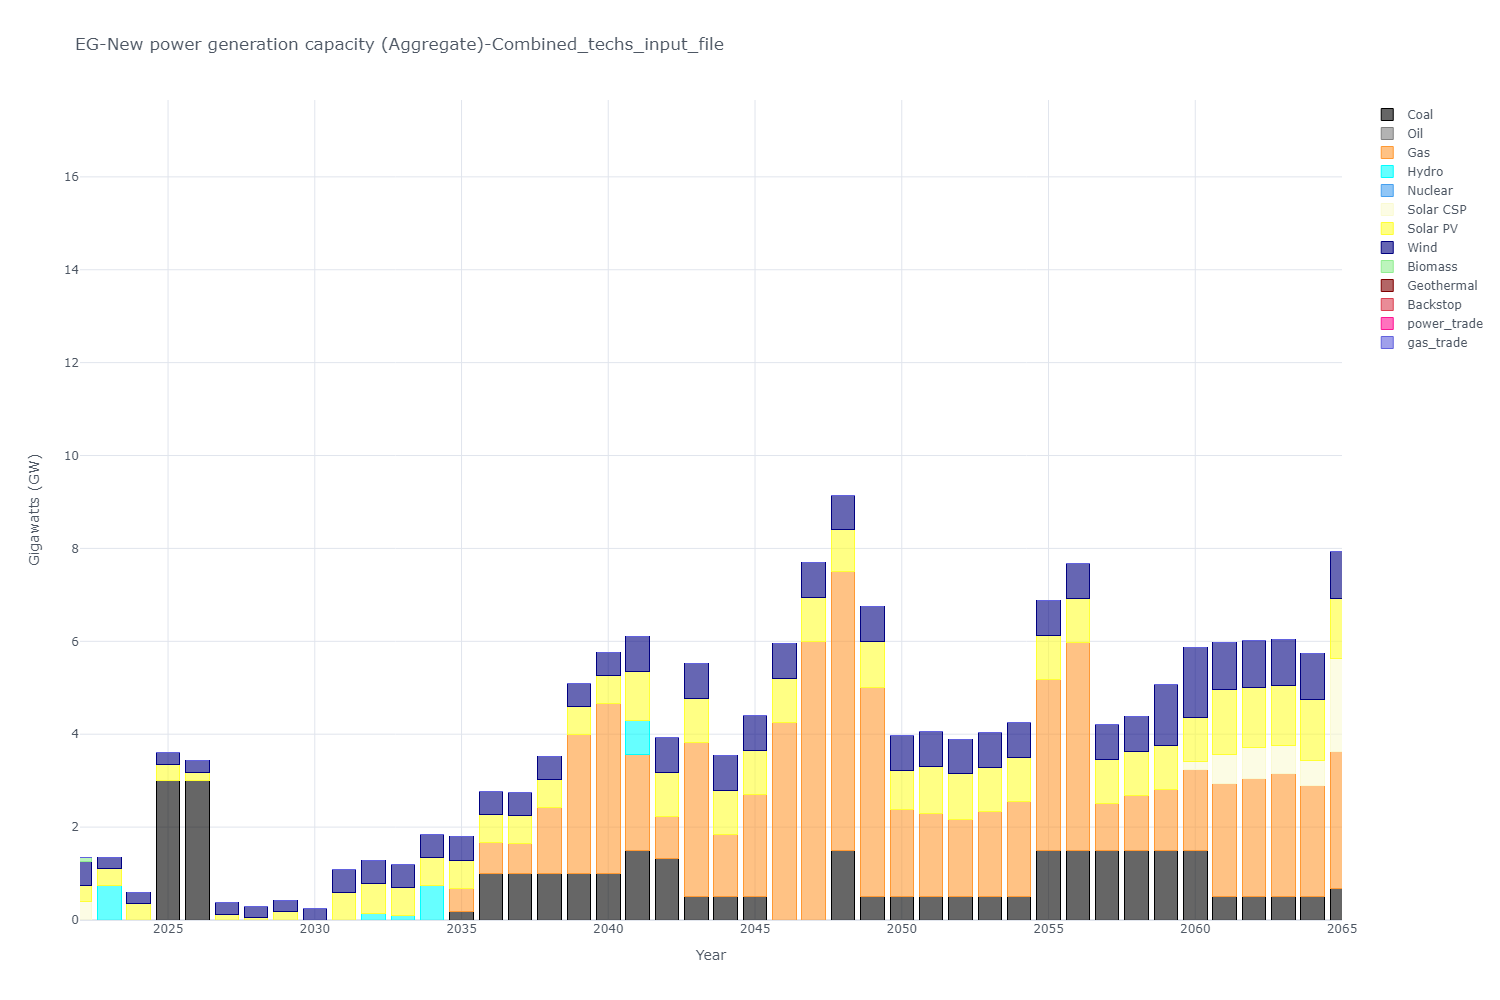 EG-New power generation capacity (Aggregate)-Combined_techs_input_file
Coal
Oil
Gas
Hydro
Nuclear
Solar CSP
Solar PV
Wind
Biomass
Geothermal
Backstop
power_trade
gas_trade
16
14
12
10
8
6
4
2
0
Gigawatts (GW)
2025
2030
2035
2040
2045
2050
2055
2060
2065
Year